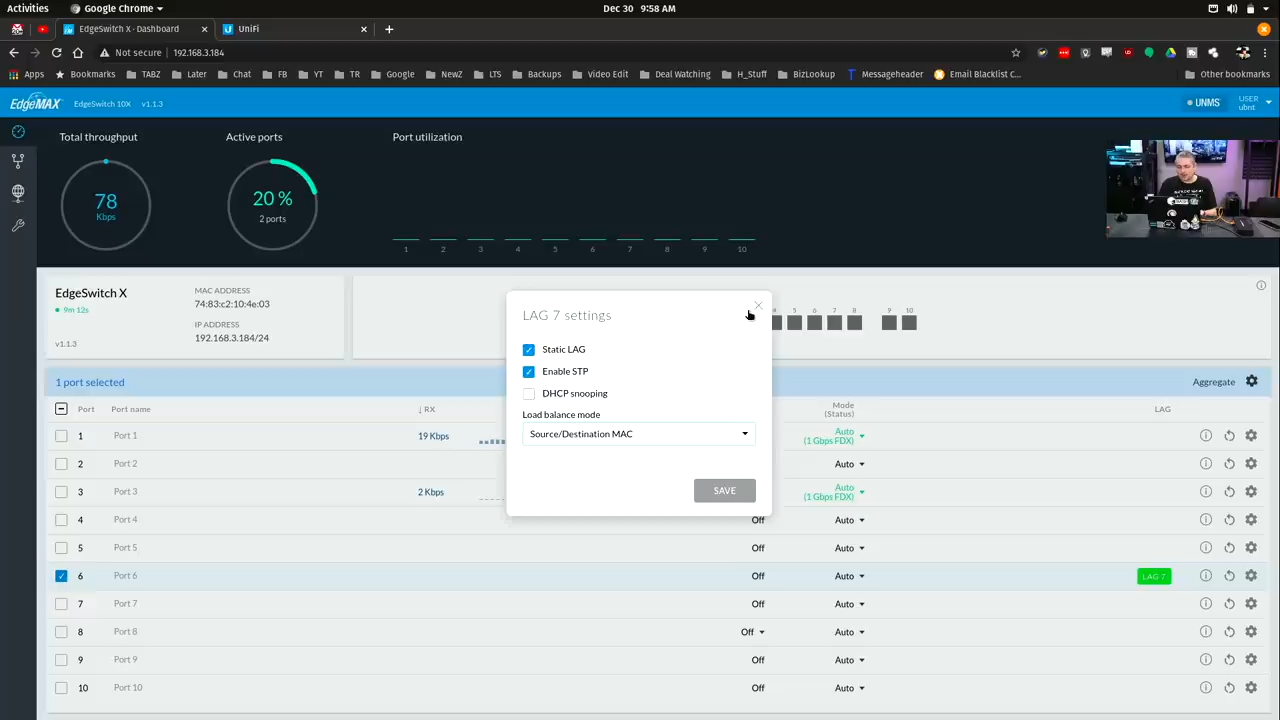 Activities
Google Chrome
Dec 30 9:58 AM
EdgeSwitch X - Dashboard
UniFi
Not secure
192.168.3.184
Apps
Bookmarks
TABZ
Later
Chat
FB
YT
TR
Google
NewZ
LTS
Backups
Video Edit
Deal Watching
H_Stuff
BizLookup
Messageheader
Email Blacklist C...
Other bookmarks
EdgeMAX
EdgeSwitch 10X
v1.1.3
UNMS
USER
ubnt
Total throughput
Active ports
Port utilization
78
Kbps
20 %
2 ports
1 2 3 4 5 6 7 8 9 10
EdgeSwitch X
9m 12s
v1.1.3
MAC ADDRESS
74:83:c2:10:4e:03
IP ADDRESS
192.168.3.184/24
5 6 7 8 9 10
LAG 7 settings
Static LAG
Enable STP
DHCP snooping
Load balance mode
Source/Destination MAC
SAVE
1 port selected
Aggregate
Port Port name ↓ RX Mode (Status) LAG
1 Port 1 19 Kbps Auto (1 Gbps FDX)
2 Port 2 Auto
3 Port 3 2 Kbps Auto (1 Gbps FDX)
4 Port 4 Off Auto
5 Port 5 Off Auto
6 Port 6 Off Auto LAG 7
7 Port 7 Off Auto
8 Port 8 Off Auto
9 Port 9 Off Auto
10 Port 10 Off Auto